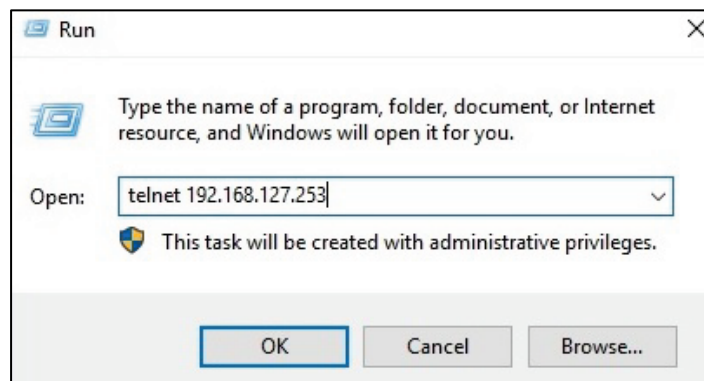 Run
Type the name of a program, folder, document, or Internet
resource, and Windows will open it for you.
Open:
telnet 192.168.127.253
This task will be created with administrative privileges.
OK
Cancel
Browse...